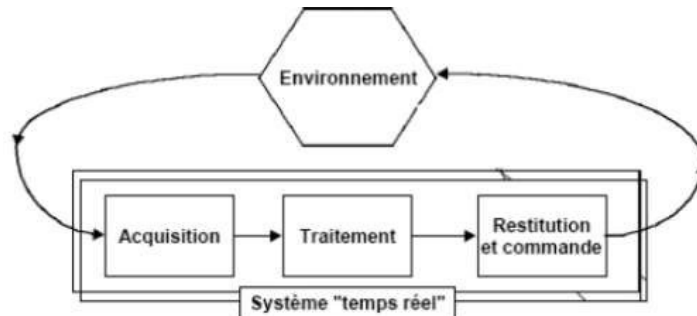 Environnement
Acquisition
Traitement
Restitution
et commande
Système "temps réel"